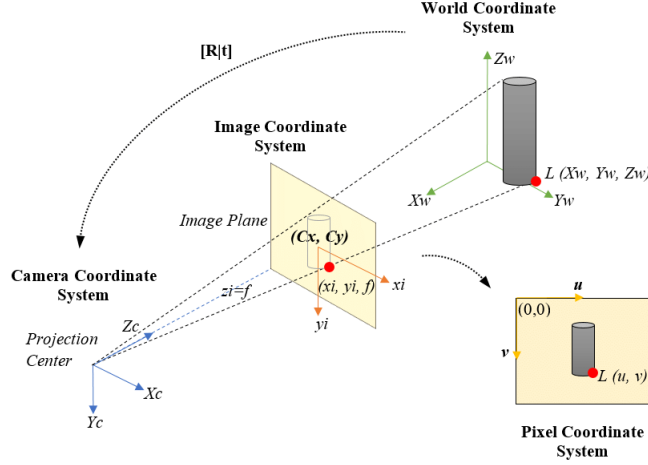 World Coordinate
System
[R|t]
Zw
Image Coordinate
System
L (Xw, Yw, Zw)
Xw
Yw
Image Plane
(Cx, Cy)
Camera Coordinate
System
zi=f
(xi, yi, f)
xi
yi
u
(0,0)
Zc
Projection
Center
v
L (u, v)
Xc
Yc
Pixel Coordinate
System